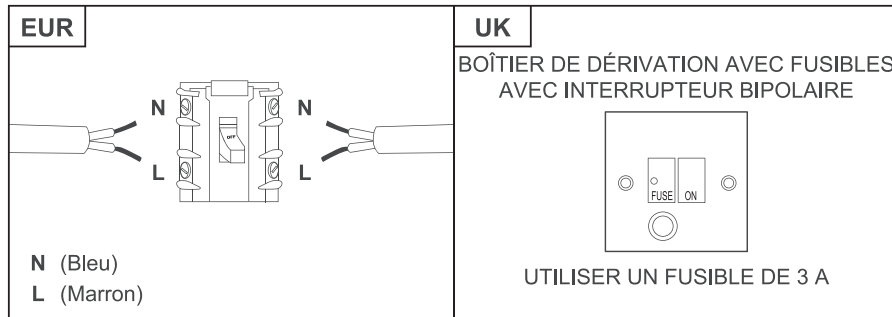 EUR
N
N
OFF
L
L
N (Bleu)
L (Marron)
UK
BOÎTIER DE DÉRIVATION AVEC FUSIBLES
AVEC INTERRUPTEUR BIPOLAIRE
FUSE
ON
UTILISER UN FUSIBLE DE 3 A